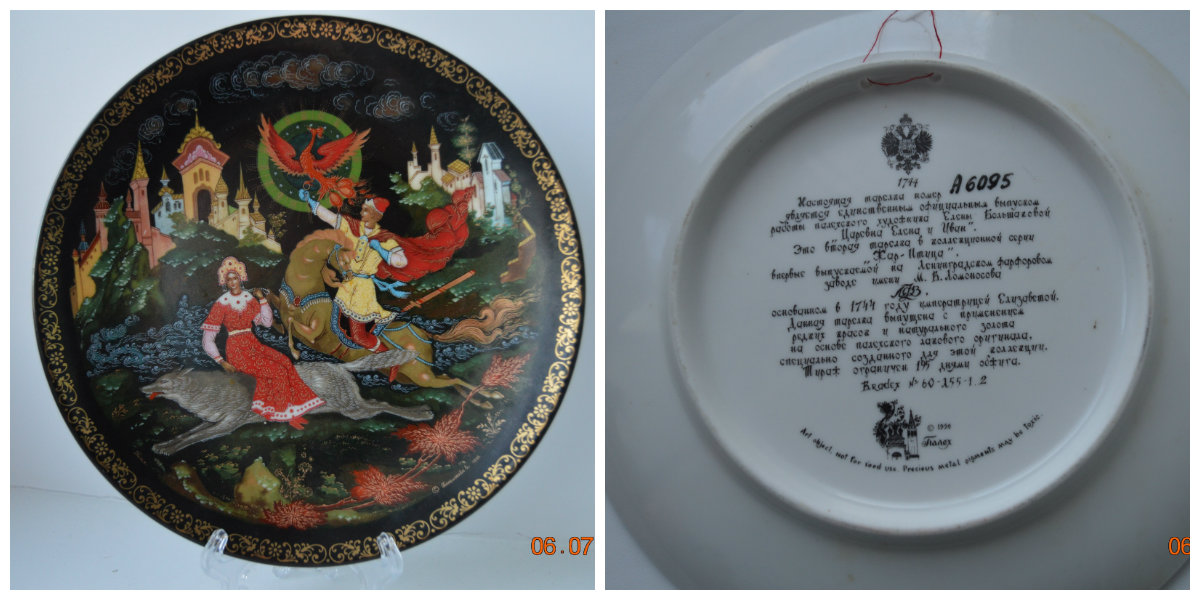 06.07
1744
Настоящая тарелка номер А6095
является единственным официальным выпуском
работы палехского художника Елены Большаковой
"Царевна Елена и Иван".
Это вторая тарелка в коллекционной серии
"Жар-Птица",
впервые выпускаемой на Ленинградском фарфоровом
заводе имени М. В. Ломоносова
ЛФЗ,
основанном в 1744 году императрицей Елизаветой.
Данная тарелка выпущена с применением
редких красок и натурального золота
на основе палехского лакового оригинала,
специально созданного для этой коллекции.
Тираж ограничен 195 днями обжига.
Bradex № 60-Л55-1.2
Палех
Art object, not for food use. Precious metal pigments may be toxic.
06